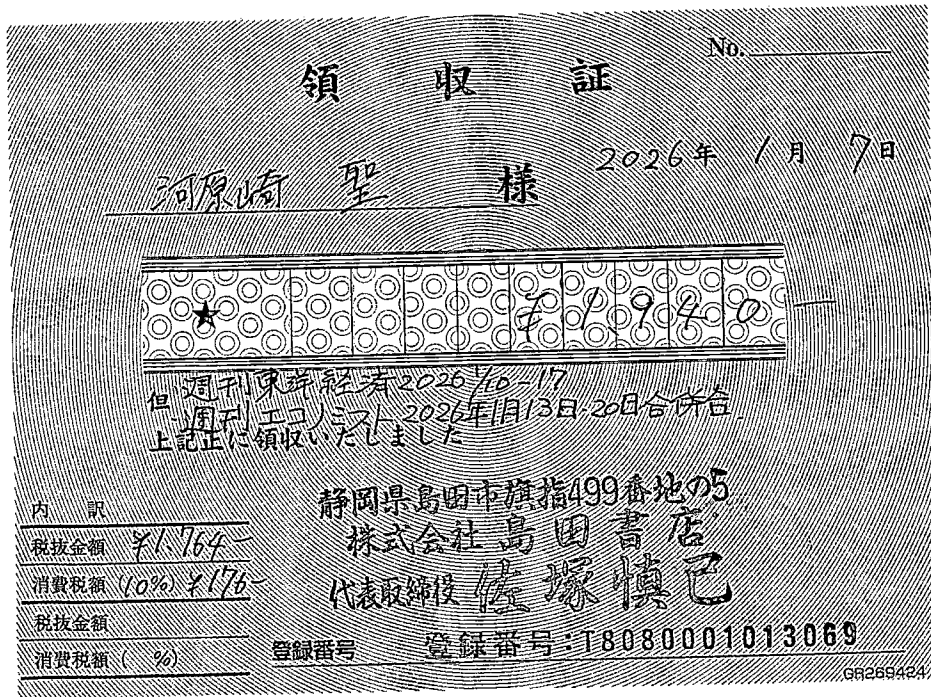 No.
領収証
2026年 1月 7日
河原崎 聖 様
★ ¥1,940-
但 週刊東洋経済2026 1/10-17
週刊エコノミスト2026年1月13日・20日合併号
上記正に領収いたしました
静岡県島田市旗指499番地の5
株式会社島田書店
代表取締役 佐塚慎己
内 訳
税抜金額 ¥1,764-
消費税額(10%) ¥176-
税抜金額
消費税額( %)
登録番号 登録番号:T8080001013069
GR269424